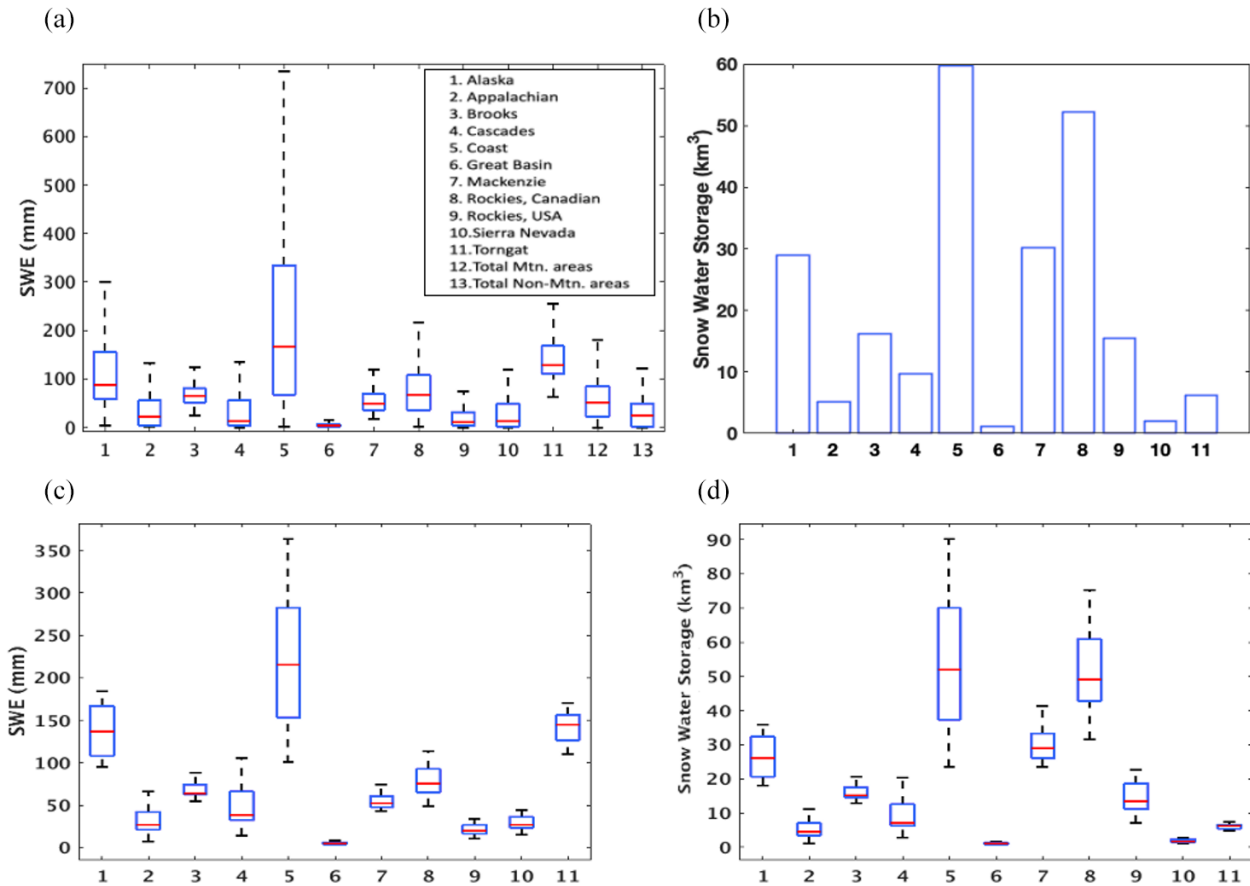 (a)
(b)
SWE (mm)
700
600
500
400
300
200
100
0
1. Alaska
2. Appalachian
3. Brooks
4. Cascades
5. Coast
6. Great Basin
7. Mackenzie
8. Rockies, Canadian
9. Rockies, USA
10.Sierra Nevada
11.Torngat
12.Total Mtn. areas
13.Total Non-Mtn. areas
1 2 3 4 5 6 7 8 9 10 11 12 13
Snow Water Storage (km³)
60
50
40
30
20
10
0
1 2 3 4 5 6 7 8 9 10 11
(c)
(d)
SWE (mm)
350
300
250
200
150
100
50
0
1 2 3 4 5 6 7 8 9 10 11
Snow Water Storage (km³)
90
80
70
60
50
40
30
20
10
0
1 2 3 4 5 6 7 8 9 10 11